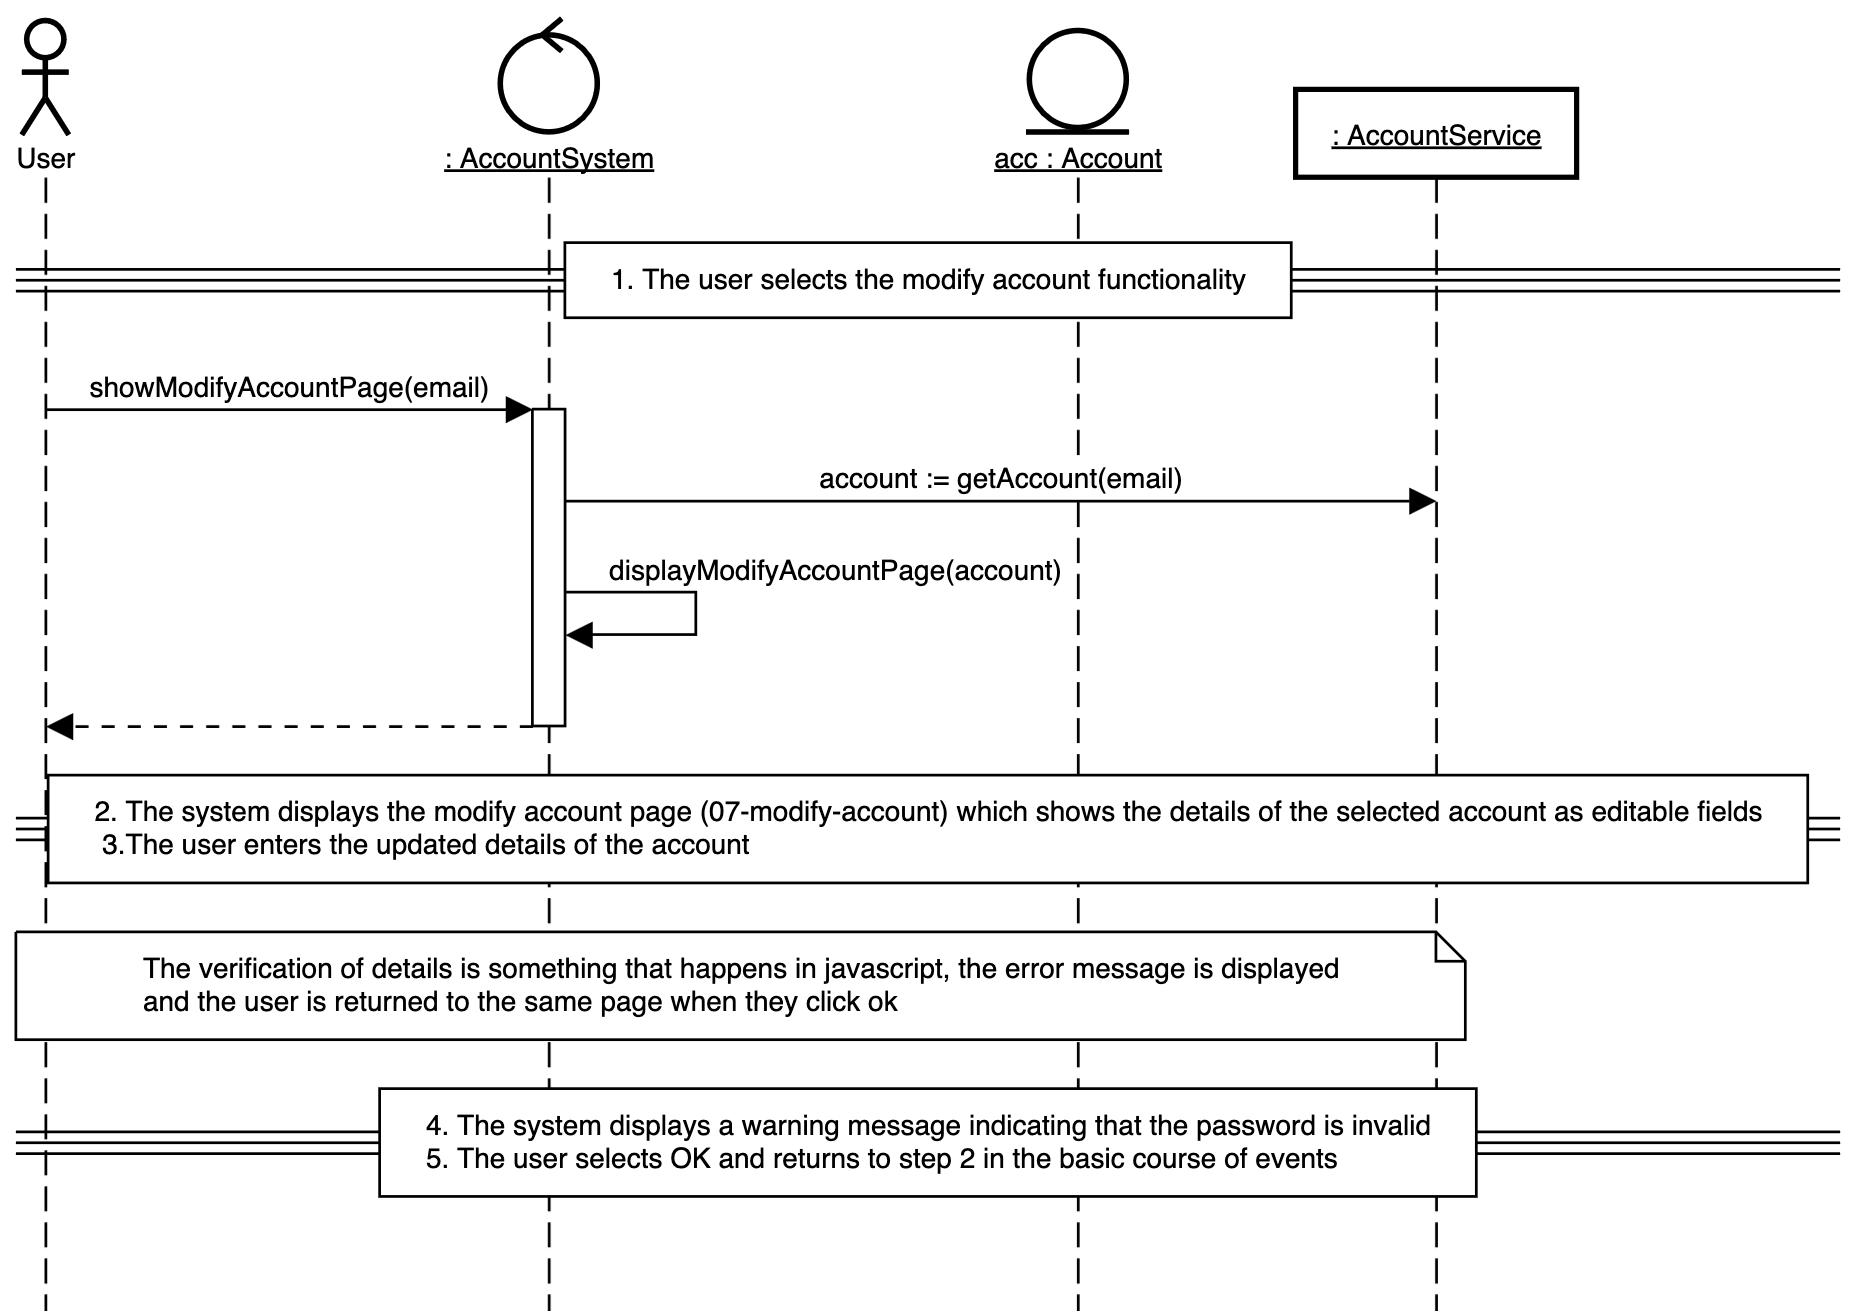 User
: AccountSystem
acc : Account
: AccountService
1. The user selects the modify account functionality
showModifyAccountPage(email)
account := getAccount(email)
displayModifyAccountPage(account)
2. The system displays the modify account page (07-modify-account) which shows the details of the selected account as editable fields
3.The user enters the updated details of the account
The verification of details is something that happens in javascript, the error message is displayed
and the user is returned to the same page when they click ok
4. The system displays a warning message indicating that the password is invalid
5. The user selects OK and returns to step 2 in the basic course of events